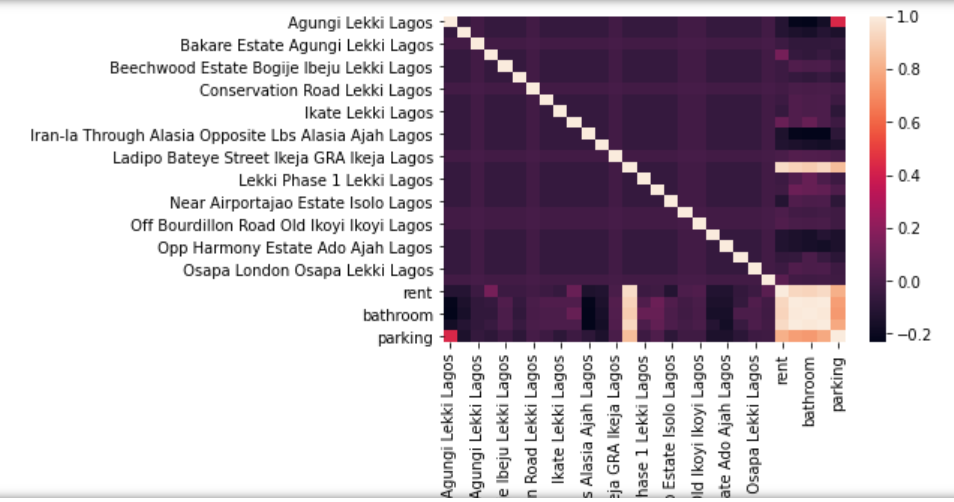 Agungi Lekki Lagos
Bakare Estate Agungi Lekki Lagos
Beechwood Estate Bogije Ibeju Lekki Lagos
Conservation Road Lekki Lagos
Ikate Lekki Lagos
Iran-la Through Alasia Opposite Lbs Alasia Ajah Lagos
Ladipo Bateye Street Ikeja GRA Ikeja Lagos
Lekki Phase 1 Lekki Lagos
Near Airportajao Estate Isolo Lagos
Off Bourdillon Road Old Ikoyi Ikoyi Lagos
Opp Harmony Estate Ado Ajah Lagos
Osapa London Osapa Lekki Lagos
rent
bathroom
parking
Agungi Lekki Lagos
Agungi Lekki Lagos
e Ibeju Lekki Lagos
n Road Lekki Lagos
Ikate Lekki Lagos
s Alasia Ajah Lagos
eja GRA Ikeja Lagos
hase 1 Lekki Lagos
o Estate Isolo Lagos
Old Ikoyi Ikoyi Lagos
ate Ado Ajah Lagos
Osapa Lekki Lagos
rent
bathroom
parking
1.0
0.8
0.6
0.4
0.2
0.0
−0.2